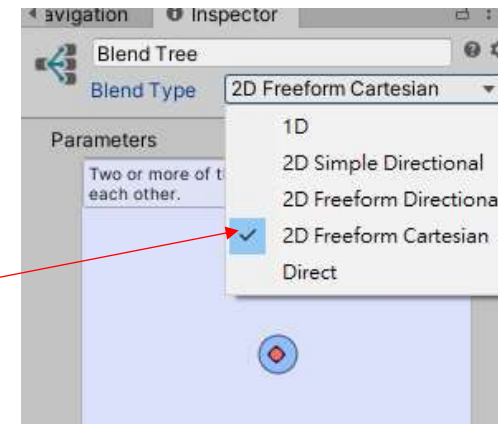 avigation Inspector
Blend Tree
Blend Type 2D Freeform Cartesian
Parameters
1D
2D Simple Directional
2D Freeform Directiona
2D Freeform Cartesian
Direct
Two or more of t
each other.